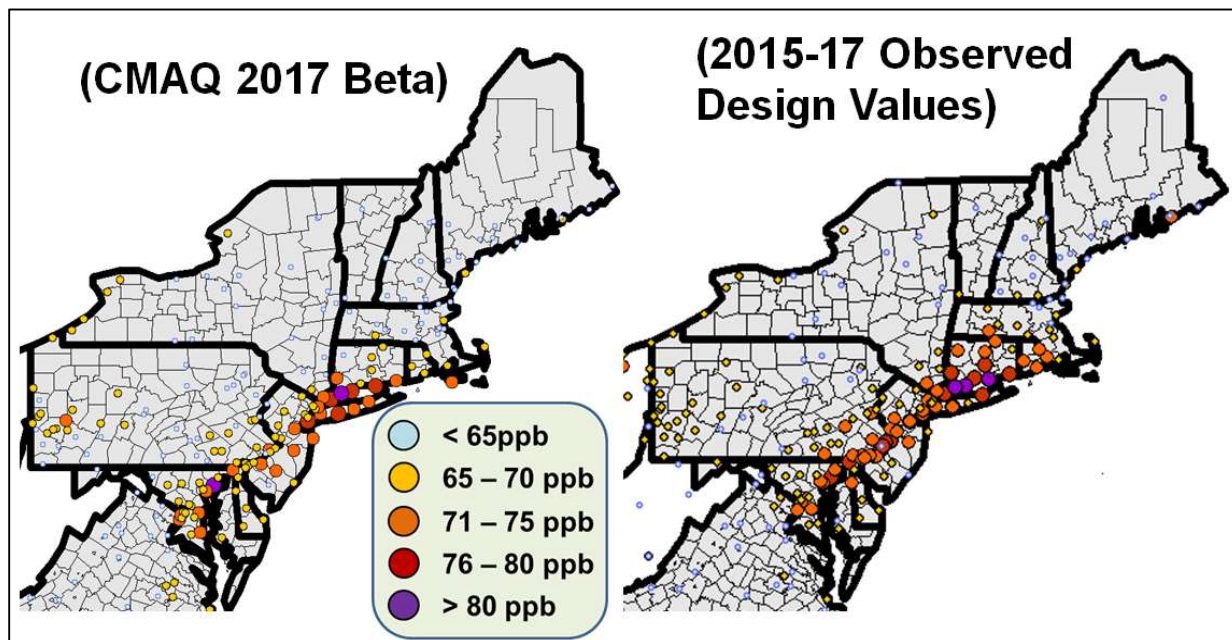 (CMAQ 2017 Beta)
(2015-17 Observed
Design Values)
< 65ppb
65 – 70 ppb
71 – 75 ppb
76 – 80 ppb
> 80 ppb